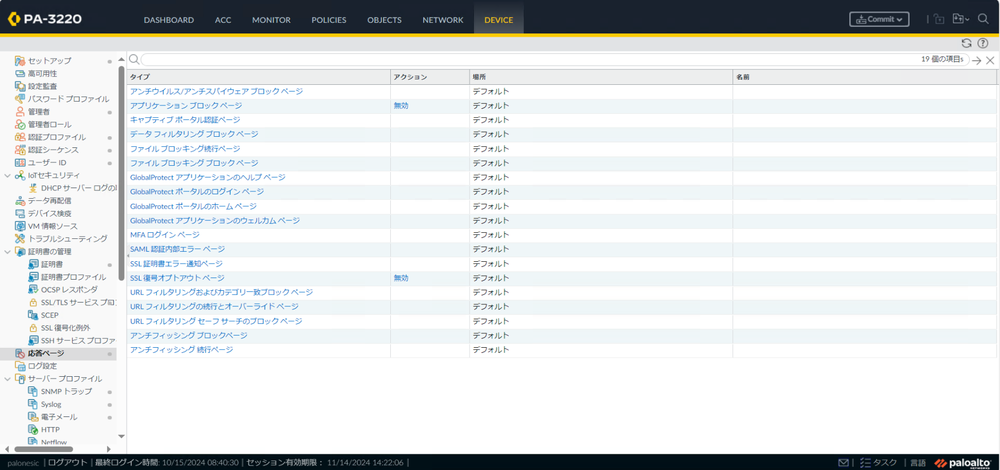 PA-3220 DASHBOARD ACC MONITOR POLICIES OBJECTS NETWORK DEVICE Commit
19 個の項目s
セットアップ
高可用性
設定監査
パスワード プロファイル
管理者
管理者ロール
認証プロファイル
認証シーケンス
ユーザー ID
IoTセキュリティ
DHCP サーバー ログの
データ再配信
デバイス検疫
VM 情報ソース
トラブルシューティング
証明書の管理
証明書
証明書プロファイル
OCSP レスポンダ
SSL/TLS サービス プロ
SCEP
SSL 復号化例外
SSH サービス プロファ
応答ページ
ログ設定
サーバー プロファイル
SNMP トラップ
Syslog
電子メール
HTTP
Netflow
タイプ アクション 場所 名前
アンチウイルス/アンチスパイウェア ブロック ページ デフォルト
アプリケーション ブロック ページ 無効 デフォルト
キャプティブ ポータル認証ページ デフォルト
データ フィルタリング ブロック ページ デフォルト
ファイル ブロッキング続行ページ デフォルト
ファイル ブロッキング ブロック ページ デフォルト
GlobalProtect アプリケーションのヘルプ ページ デフォルト
GlobalProtect ポータルのログイン ページ デフォルト
GlobalProtect ポータルのホーム ページ デフォルト
GlobalProtect アプリケーションのウェルカム ページ デフォルト
MFA ログイン ページ デフォルト
SAML 認証内部エラー ページ デフォルト
SSL 証明書エラー通知ページ デフォルト
SSL 復号オプトアウト ページ 無効 デフォルト
URL フィルタリングおよびカテゴリ一致ブロック ページ デフォルト
URL フィルタリングの続行とオーバーライド ページ デフォルト
URL フィルタリング セーフ サーチのブロック ページ デフォルト
アンチフィッシング ブロックページ デフォルト
アンチフィッシング 続行ページ デフォルト
palonesic | ログアウト | 最終ログイン時間: 10/15/2024 08:40:30 | セッション有効期限： 11/14/2024 14:22:06 | | タスク | 言語 paloalto NETWORKS